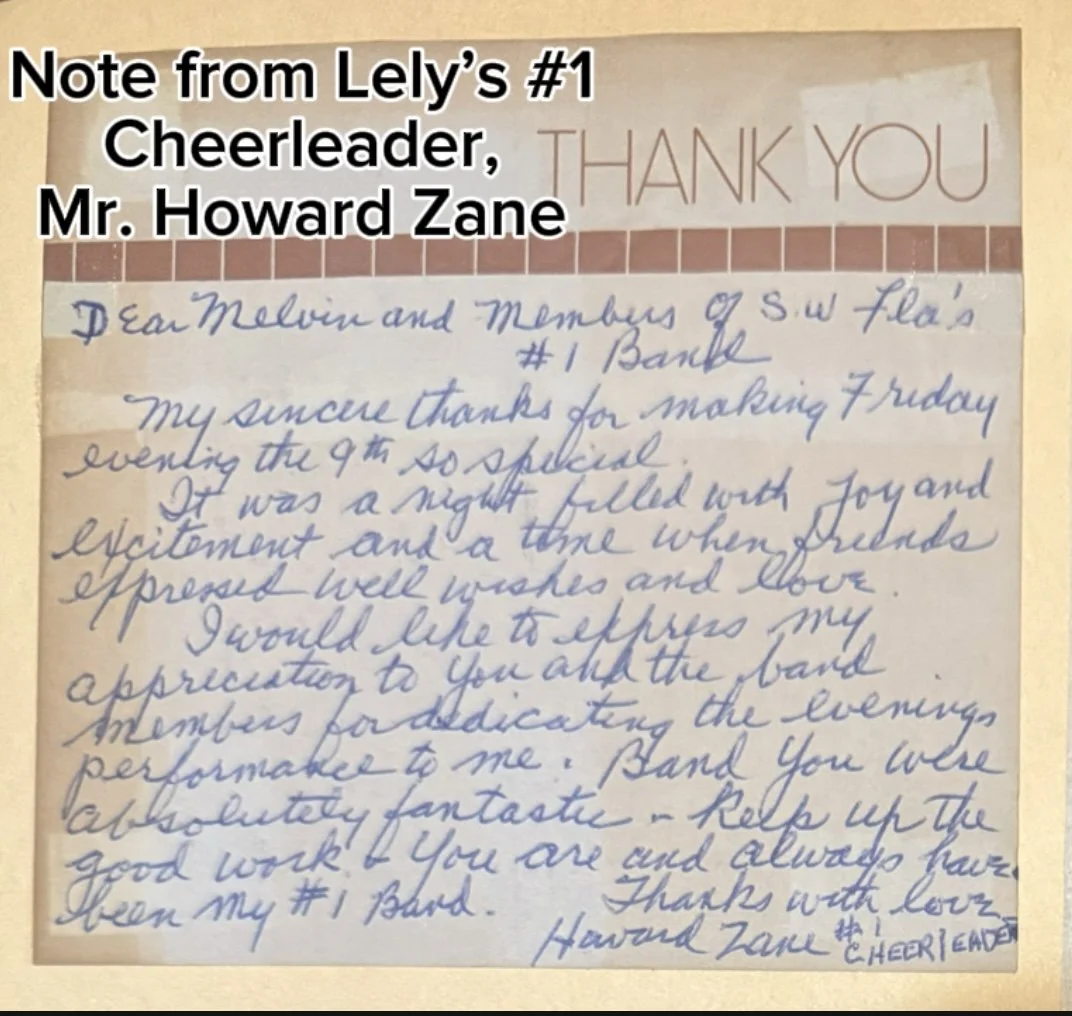 Note from Lely's #1
Cheerleader,
Mr. Howard Zane
THANK YOU
DEar Melvin and Members Of S.W Fla's
#1 Band
My sincere thanks for making Friday
evening the 9th so special.
It was a night filled with Joy and
excitement and a time when friends
expressed well wishes and love.
I would like to express my
appreciation to You and the band
members for dedicating the evenings
performance to me. Band You were
absolutely fantastic - Keep up the
good work & You are and always have
been My #1 Band.
Thanks with love
Howard Zane #1
CHEERlEADER